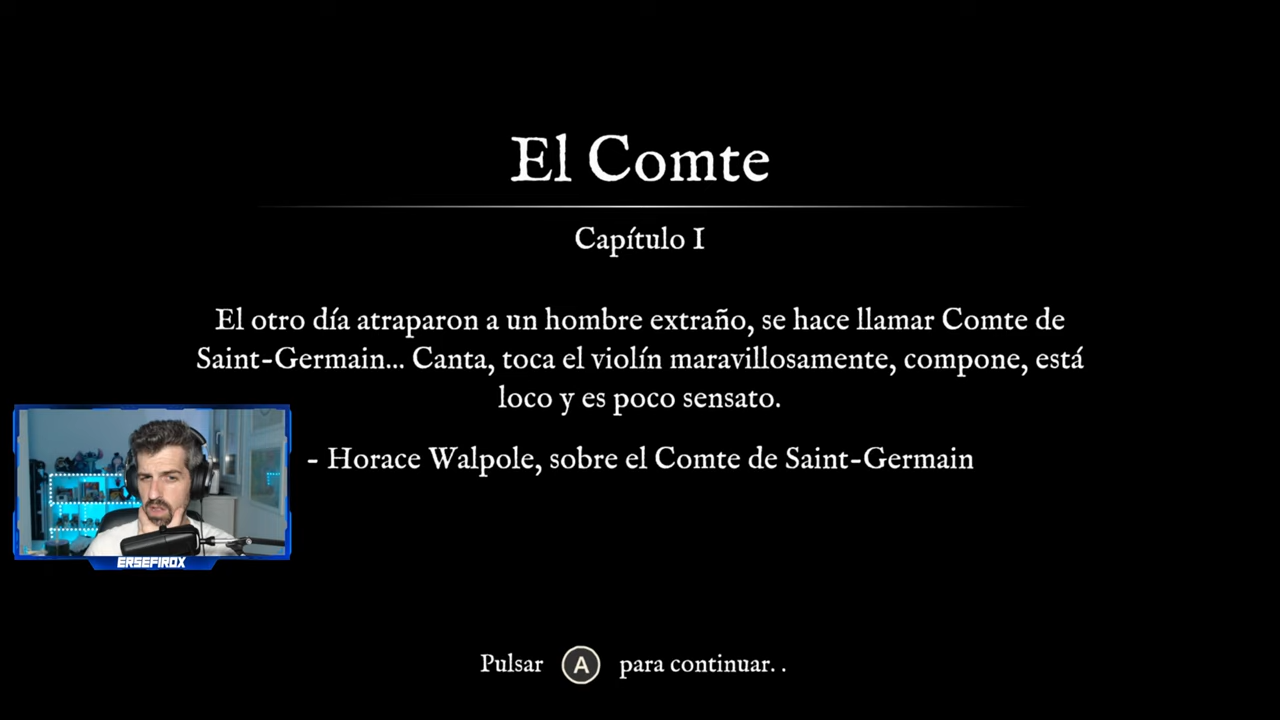 El Comte
Capítulo I
El otro día atraparon a un hombre extraño, se hace llamar Comte de
Saint-Germain... Canta, toca el violín maravillosamente, compone, está
loco y es poco sensato.
- Horace Walpole, sobre el Comte de Saint-Germain
ERSEFIROX
Pulsar A para continuar. .